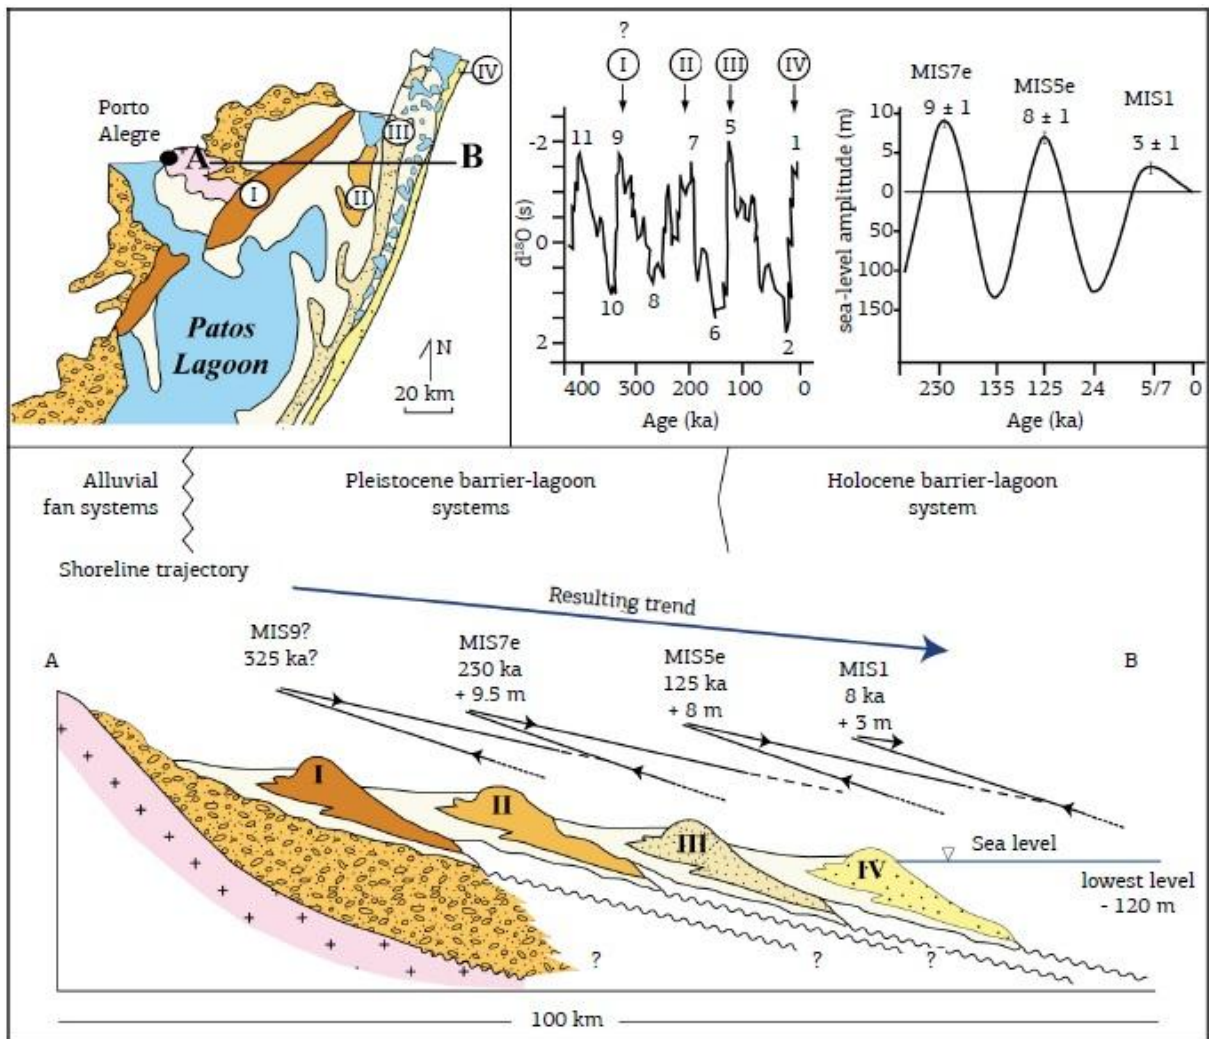 Porto
Alegre
A
B
I
II
III
IV
Patos
Lagoon
N
20 km
?
I
II
III
IV
-2
0
2
d¹⁸O (s)
11
9
7
5
1
10
8
6
2
400
300
200
100
0
Age (ka)
MIS7e
9 ± 1
MIS5e
8 ± 1
MIS1
3 ± 1
sea-level amplitude (m)
10
5
0
50
100
150
230
135
125
24
5/7
0
Age (ka)
Alluvial
fan systems
Pleistocene barrier-lagoon
systems
Holocene barrier-lagoon
system
Shoreline trajectory
Resulting trend
A
B
MIS9?
325 ka?
MIS7e
230 ka
+ 9.5 m
MIS5e
125 ka
+ 8 m
MIS1
8 ka
+ 3 m
I
II
III
IV
Sea level
lowest level
- 120 m
?
?
?
100 km